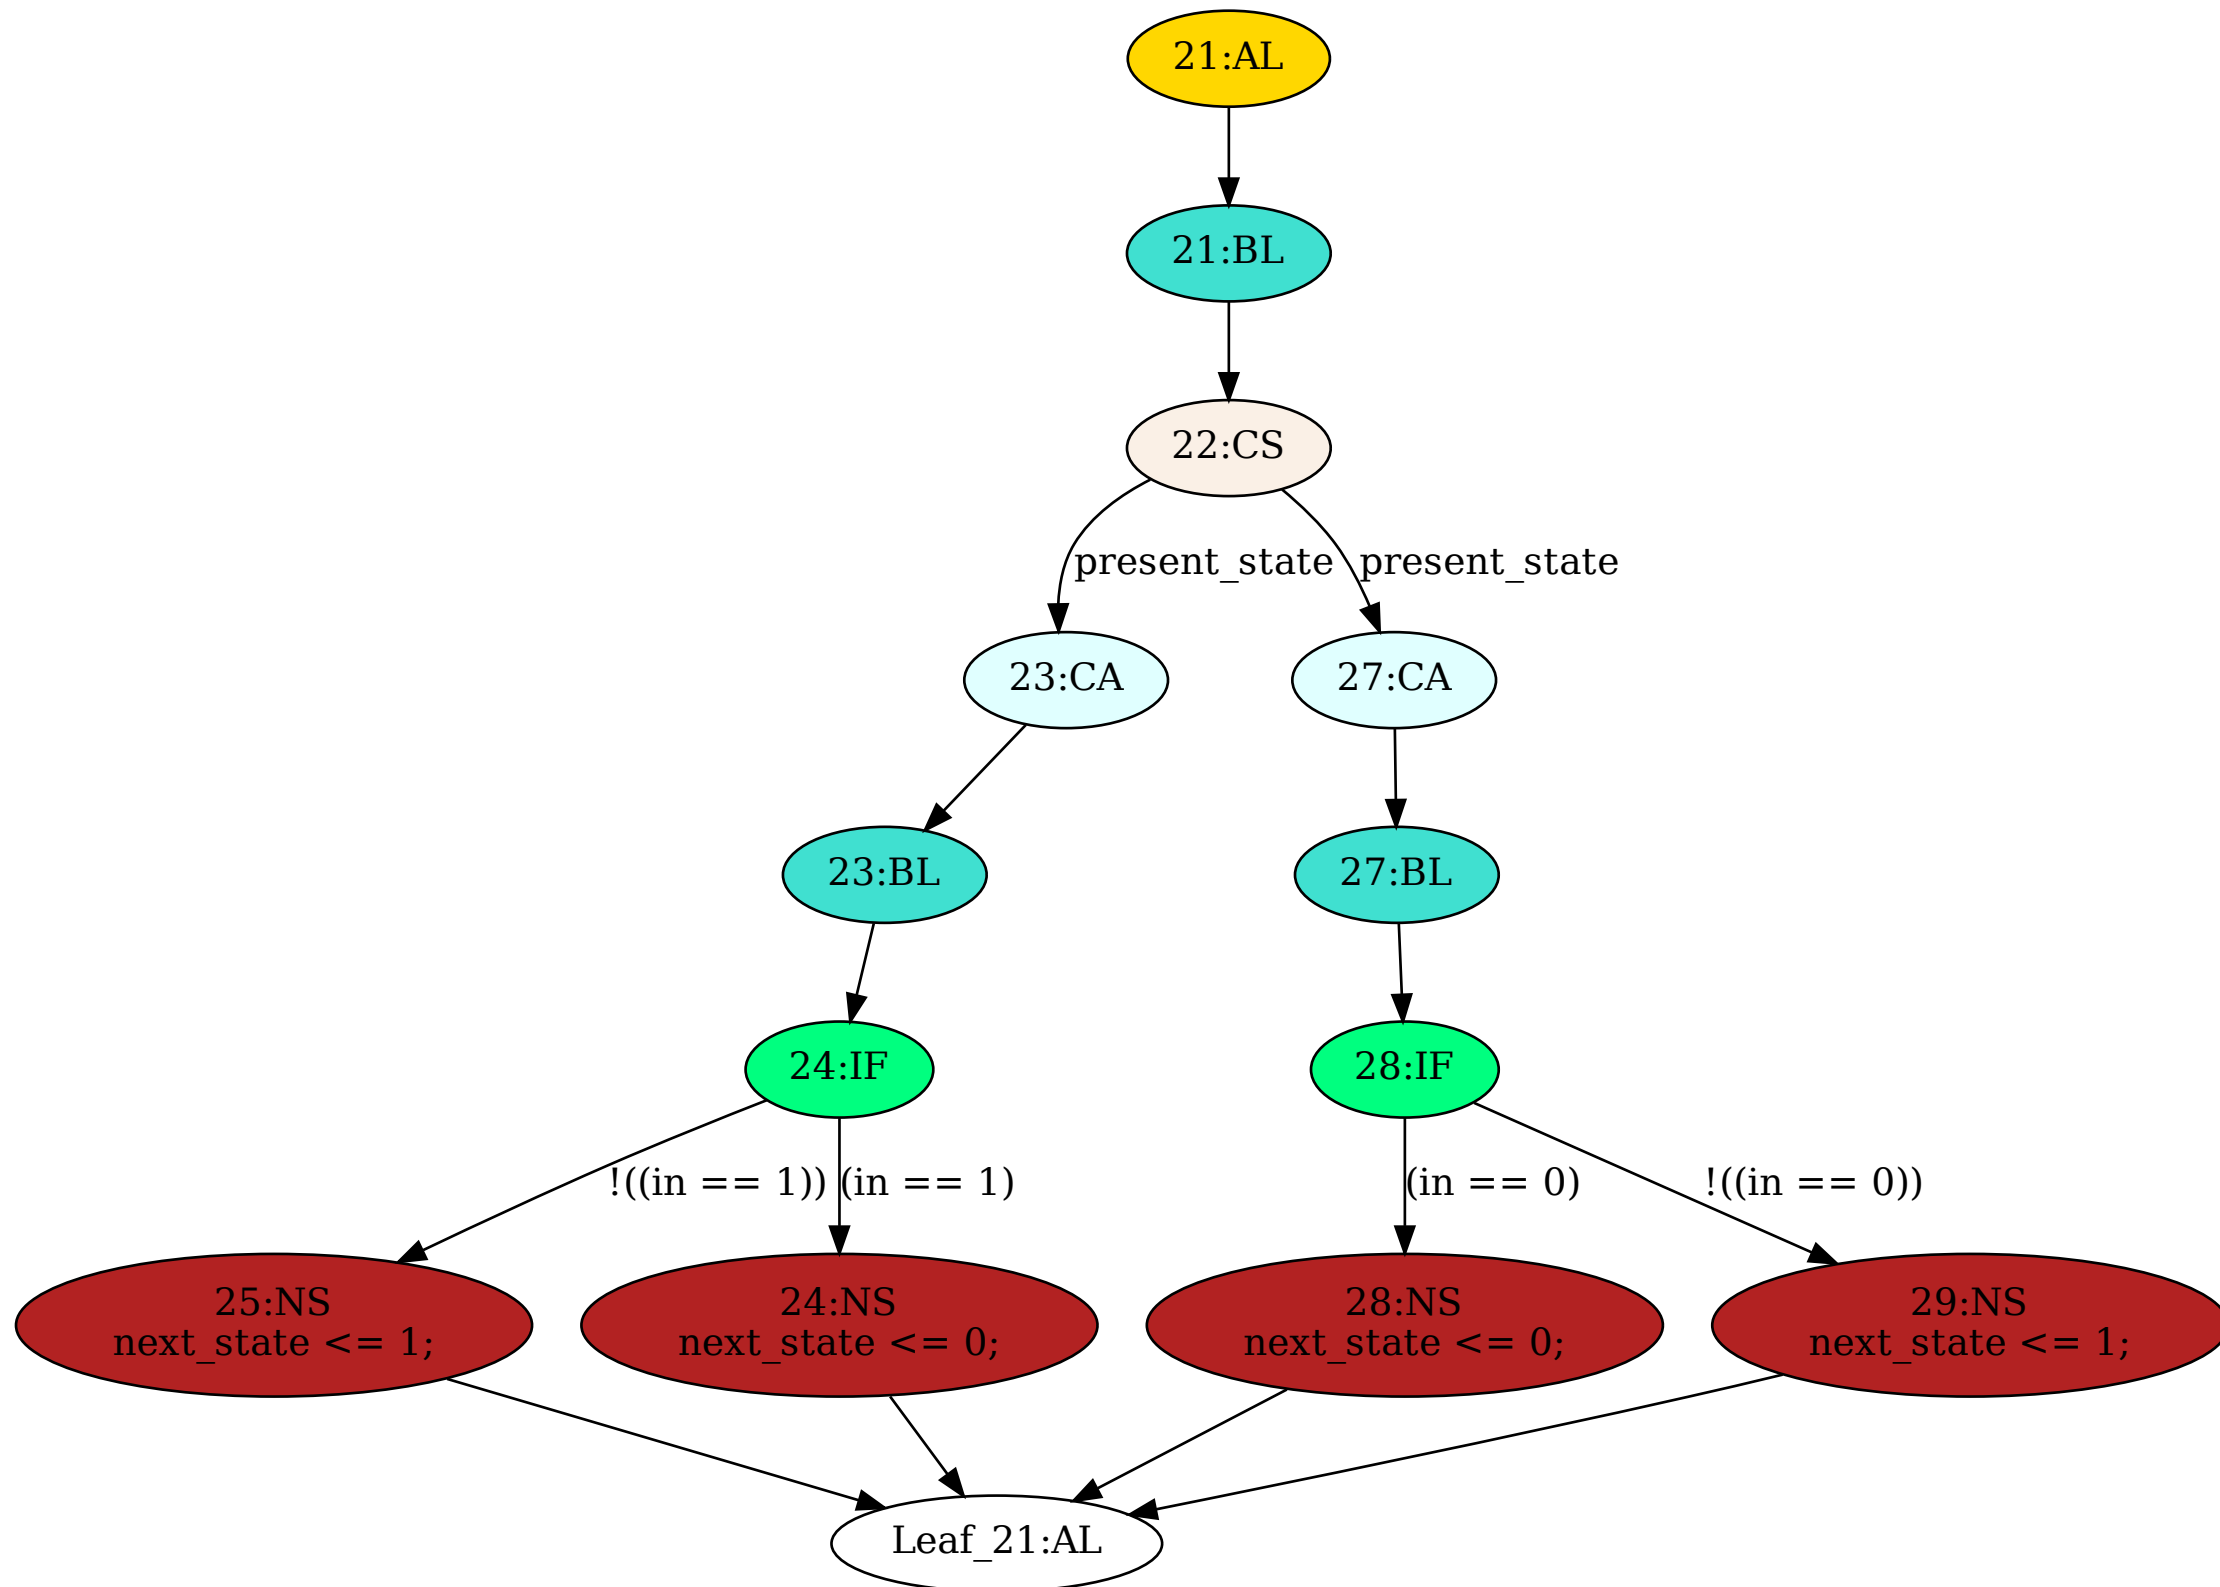 21:AL
21:BL
22:CS
present_state
present_state
23:CA
27:CA
23:BL
27:BL
24:IF
28:IF
!((in == 1))
(in == 1)
(in == 0)
!((in == 0))
25:NS
next_state <= 1;
24:NS
next_state <= 0;
28:NS
next_state <= 0;
29:NS
next_state <= 1;
Leaf_21:AL